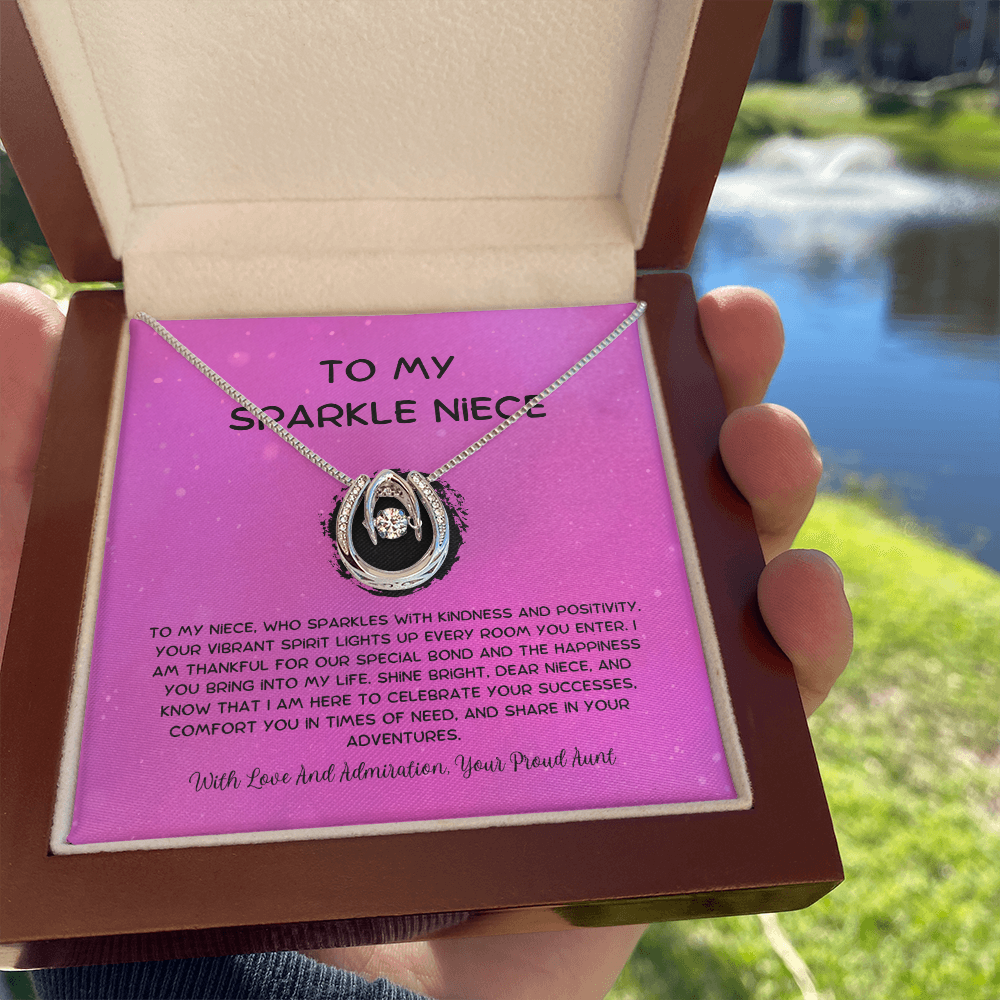 TO MY
SPARKLE NIECE
TO MY NIECE, WHO SPARKLES WITH KINDNESS AND POSITIVITY.
YOUR VIBRANT SPIRIT LIGHTS UP EVERY ROOM YOU ENTER. I
AM THANKFUL FOR OUR SPECIAL BOND AND THE HAPPINESS
YOU BRING INTO MY LIFE. SHINE BRIGHT, DEAR NIECE, AND
KNOW THAT I AM HERE TO CELEBRATE YOUR SUCCESSES,
COMFORT YOU IN TIMES OF NEED, AND SHARE IN YOUR
ADVENTURES.
With Love And Admiration, Your Proud Aunt